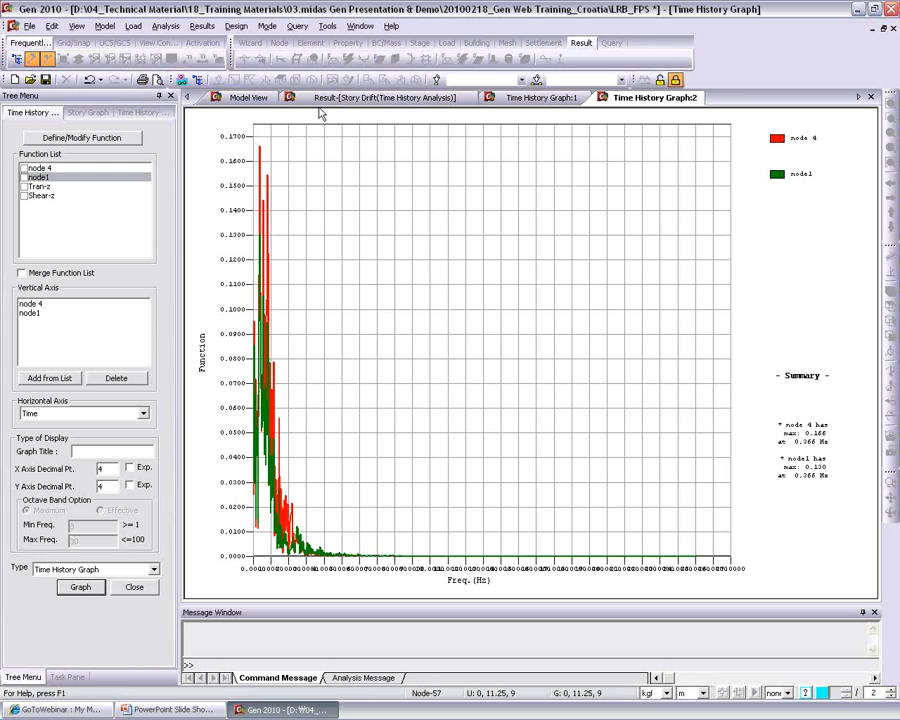 Gen 2010 - [D:\04_Technical Material\18_Training Materials\03.midas Gen Presentation & Demo\20100218_Gen Web Training_Croatia\LRB_FPS *] - [Time History Graph]
File Edit View Model Load Analysis Results Design Mode Query Tools Window Help
Frequentl... Grid/Snap UCS/GCS View Con... Activation Wizard Node Element Property BC/Mass Stage Load Building Mesh Settlement Result Query
Tree Menu
Model View
Result-[Story Drift(Time History Analysis)]
Time History Graph:1
Time History Graph:2
Time History ... Story Graph Time History ...
Define/Modify Function
Function List
node 4
node1
Tran-z
Shear-z
Merge Function List
Vertical Axis
node 4
node1
Add from List
Delete
Horizontal Axis
Time
Type of Display
Graph Title :
X Axis Decimal Pt. 4 Exp.
Y Axis Decimal Pt. 4 Exp.
Octave Band Option
Maximum Effective
Min Freq. >= 1
Max Freq. 30 <=100
Type Time History Graph
Graph
Close
0.1700
0.1600
0.1500
0.1400
0.1300
0.1200
0.1100
0.1000
0.0900
0.0800
0.0700
0.0600
0.0500
0.0400
0.0300
0.0200
0.0100
0.0000
Function
Freq.(Hz)
node 4
node1
- Summary -
* node 4 has
max: 0.166
at 0.366 Hz
* node1 has
max: 0.130
at 0.366 Hz
Message Window
>>
Tree Menu Task Pane
Command Message
Analysis Message
For Help, press F1
Node-57
U: 0, 11.25, 9
G: 0, 11.25, 9
kgf
m
none
2
GoToWebinar : My M...
PowerPoint Slide Sho...
Gen 2010 - [D:₩04_...